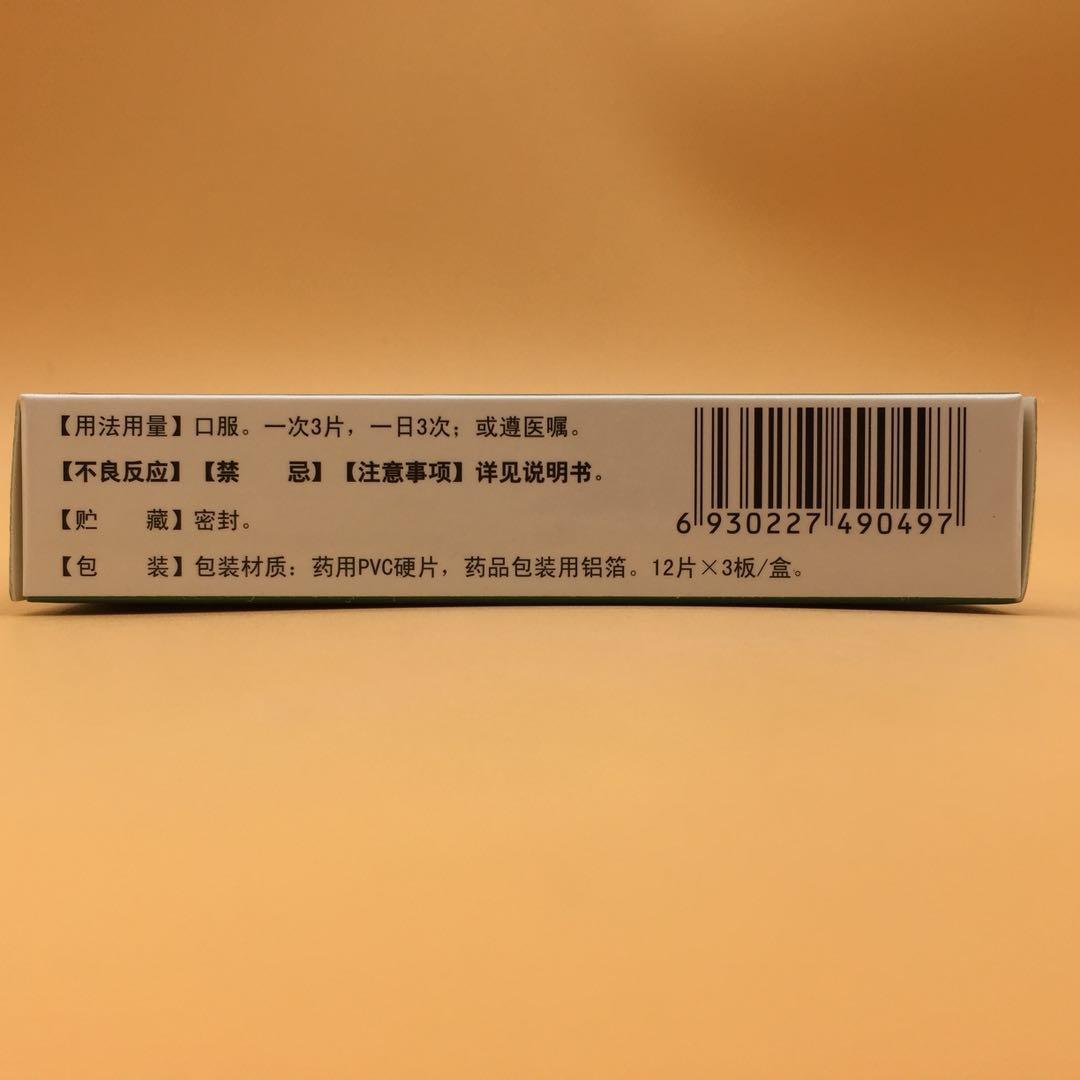 【用法用量】口服。一次3片，一日3次；或遵医嘱。
【不良反应】【禁　　忌】【注意事项】详见说明书。
【贮　　藏】密封。
【包　　装】包装材质：药用PVC硬片，药品包装用铝箔。12片×3板/盒。
6 930227 490497